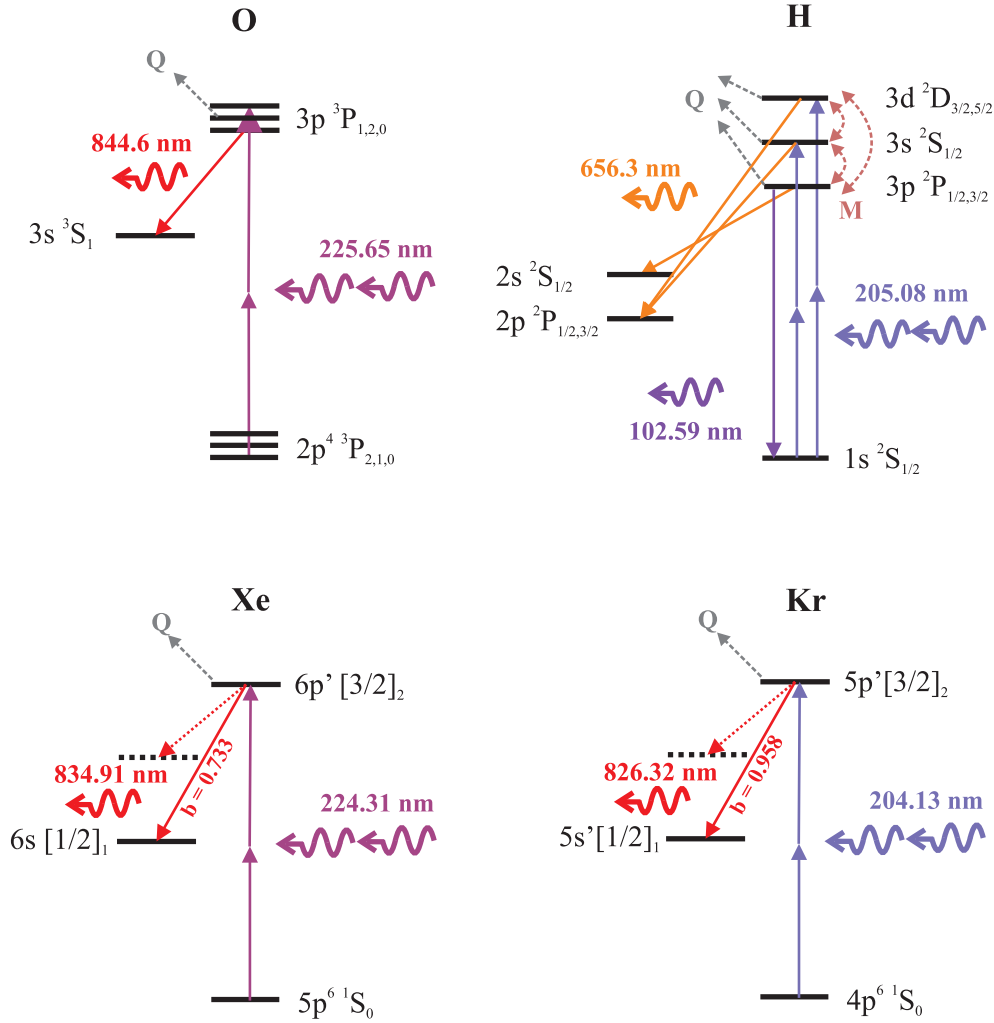 O
Q
3p ³P₁,₂,₀
844.6 nm
3s ³S₁
225.65 nm
2p⁴ ³P₂,₁,₀
H
Q
3d ²D₃/₂,₅/₂
3s ²S₁/₂
3p ²P₁/₂,₃/₂
M
656.3 nm
2s ²S₁/₂
2p ²P₁/₂,₃/₂
205.08 nm
102.59 nm
1s ²S₁/₂
Xe
Q
6p' [3/2]₂
834.91 nm
b = 0.733
6s [1/2]₁
224.31 nm
5p⁶ ¹S₀
Kr
Q
5p'[3/2]₂
826.32 nm
b = 0.958
5s'[1/2]₁
204.13 nm
4p⁶ ¹S₀